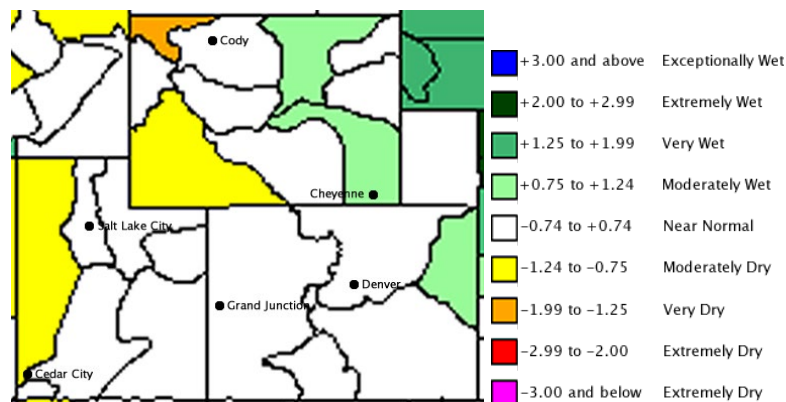 Cody
Cheyenne
Salt Lake City
Denver
Grand Junction
Cedar City
+3.00 and above Exceptionally Wet
+2.00 to +2.99 Extremely Wet
+1.25 to +1.99 Very Wet
+0.75 to +1.24 Moderately Wet
-0.74 to +0.74 Near Normal
-1.24 to -0.75 Moderately Dry
-1.99 to -1.25 Very Dry
-2.99 to -2.00 Extremely Dry
-3.00 and below Extremely Dry